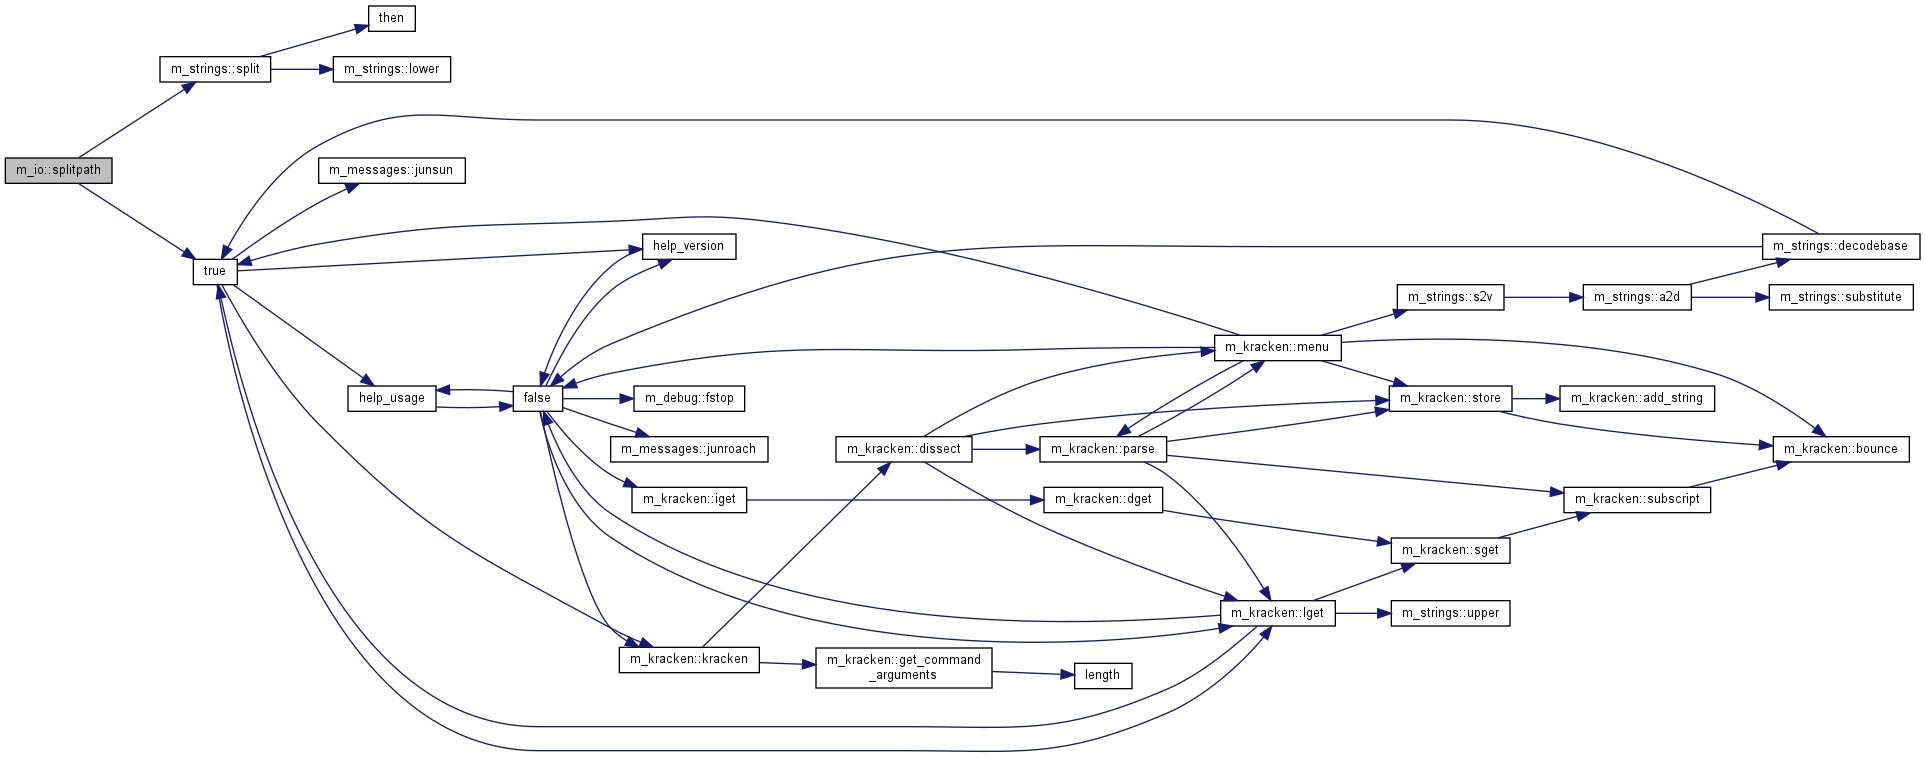 then
m_strings::split
m_strings::lower
m_io::splitpath
m_messages::junsun
help_version
m_strings::decodebase
true
m_strings::s2v
m_strings::a2d
m_strings::substitute
m_kracken::menu
help_usage
false
m_debug::fstop
m_kracken::store
m_kracken::add_string
m_messages::junroach
m_kracken::dissect
m_kracken::parse
m_kracken::bounce
m_kracken::iget
m_kracken::dget
m_kracken::subscript
m_kracken::sget
m_kracken::lget
m_strings::upper
m_kracken::kracken
m_kracken::get_command
_arguments
length